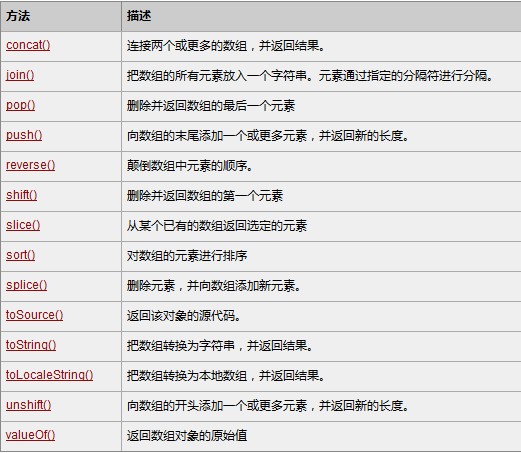 方法 描述
concat() 连接两个或更多的数组，并返回结果。
join() 把数组的所有元素放入一个字符串。元素通过指定的分隔符进行分隔。
pop() 删除并返回数组的最后一个元素
push() 向数组的末尾添加一个或更多元素，并返回新的长度。
reverse() 颠倒数组中元素的顺序。
shift() 删除并返回数组的第一个元素
slice() 从某个已有的数组返回选定的元素
sort() 对数组的元素进行排序
splice() 删除元素，并向数组添加新元素。
toSource() 返回该对象的源代码。
toString() 把数组转换为字符串，并返回结果。
toLocaleString() 把数组转换为本地数组，并返回结果。
unshift() 向数组的开头添加一个或更多元素，并返回新的长度。
valueOf() 返回数组对象的原始值